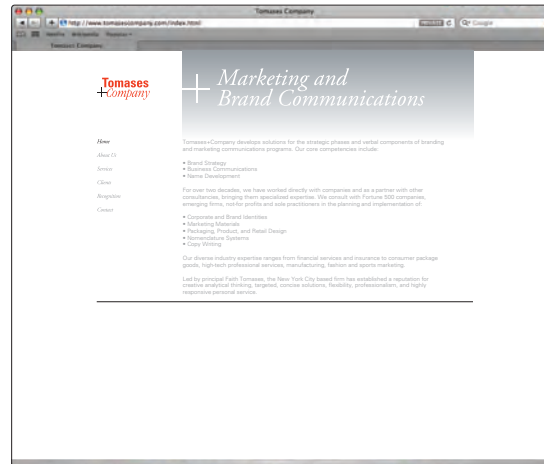 Tomases Company
http://www.tomasescompany.com/index.html
Google
Tomases Company
Tomases
+Company
+ Marketing and
Brand Communications
Home
About Us
Services
Clients
Recognition
Contact
Tomases+Company develops solutions for the strategic phases and verbal components of branding
and marketing communications programs. Our core competencies include:
• Brand Strategy
• Business Communications
• Name Development
For over two decades, we have worked directly with companies and as a partner with other
consultancies, bringing them specialized expertise. We consult with Fortune 500 companies,
emerging firms, not-for profits and sole practitioners in the planning and implementation of:
• Corporate and Brand Identities
• Marketing Materials
• Packaging, Product, and Retail Design
• Nomenclature Systems
• Copy Writing
Our diverse industry expertise ranges from financial services and insurance to consumer package
goods, high-tech professional services, manufacturing, fashion and sports marketing.
Led by principal Faith Tomases, the New York City based firm has established a reputation for
creative analytical thinking, targeted, concise solutions, flexibility, professionalism, and highly
responsive personal service.